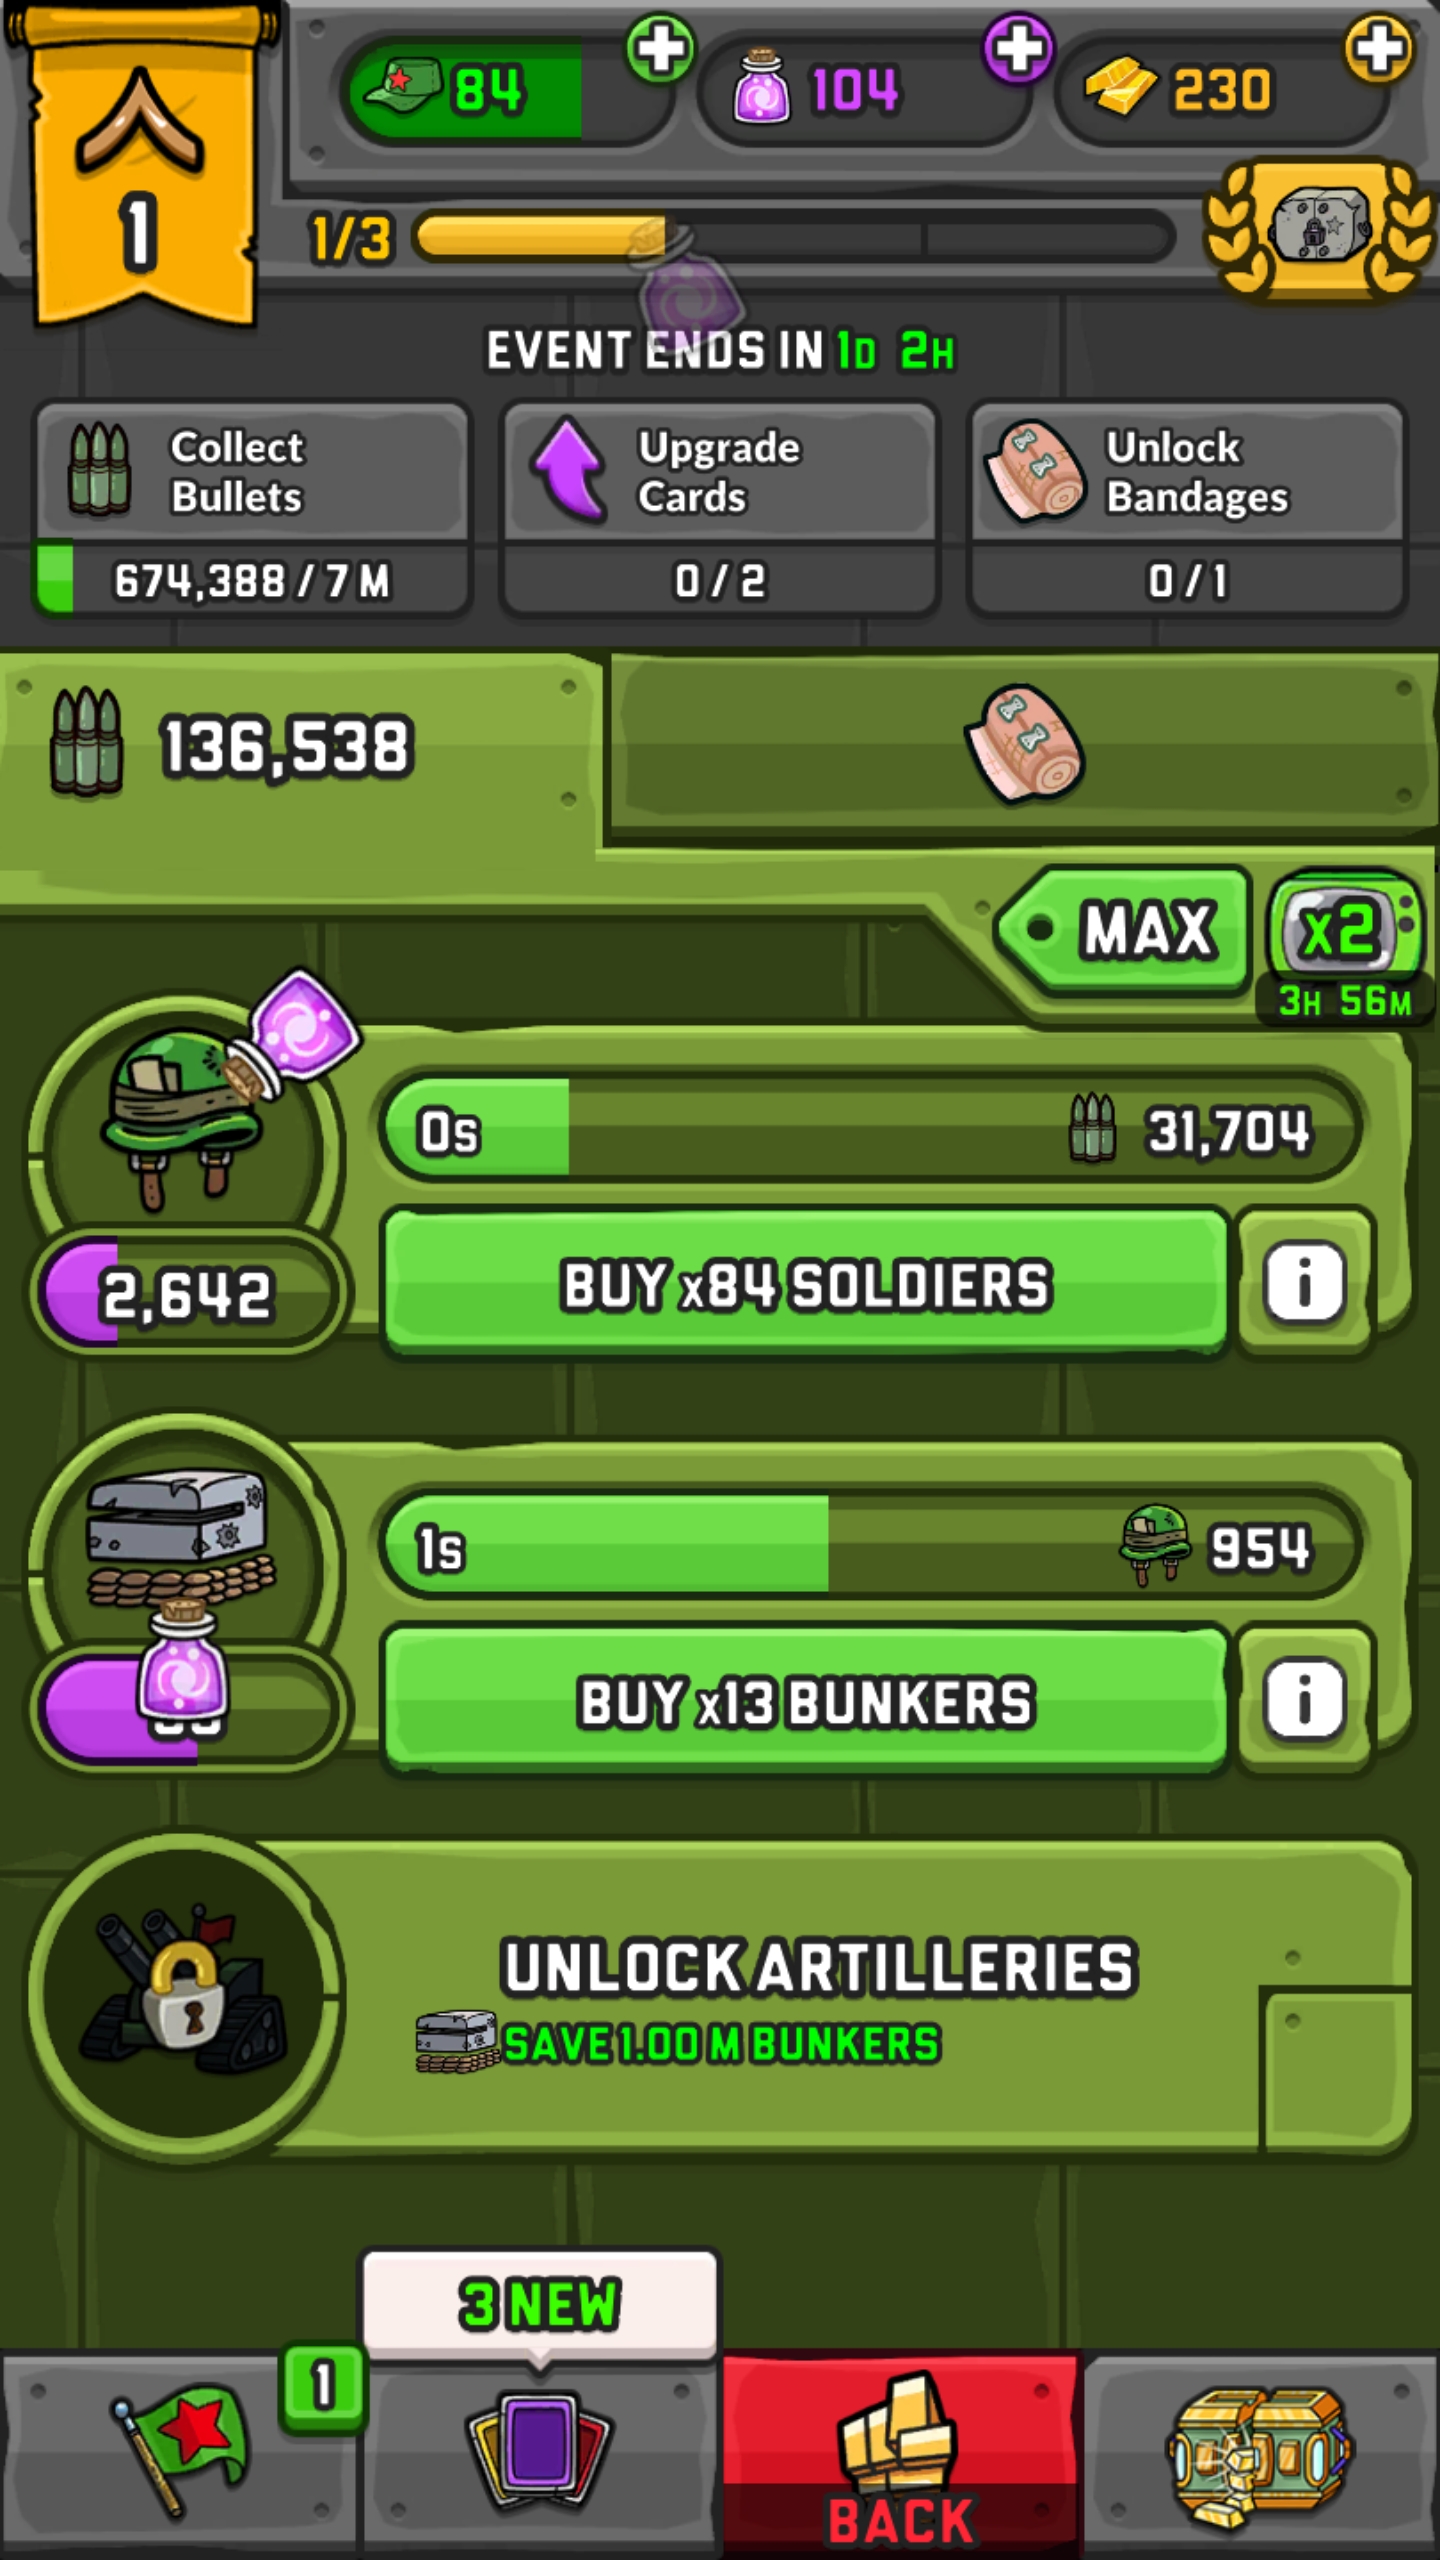 84
104
230
1
1/3
EVENT ENDS IN 1D 2H
Collect
Bullets
674,388 / 7 M
Upgrade
Cards
0 / 2
Unlock
Bandages
0 / 1
136,538
MAX
x2
3H 56M
0s
31,704
2,642
BUY x84 SOLDIERS
i
1s
954
BUY x13 BUNKERS
i
UNLOCK ARTILLERIES
SAVE 1.00 M BUNKERS
3 NEW
1
BACK